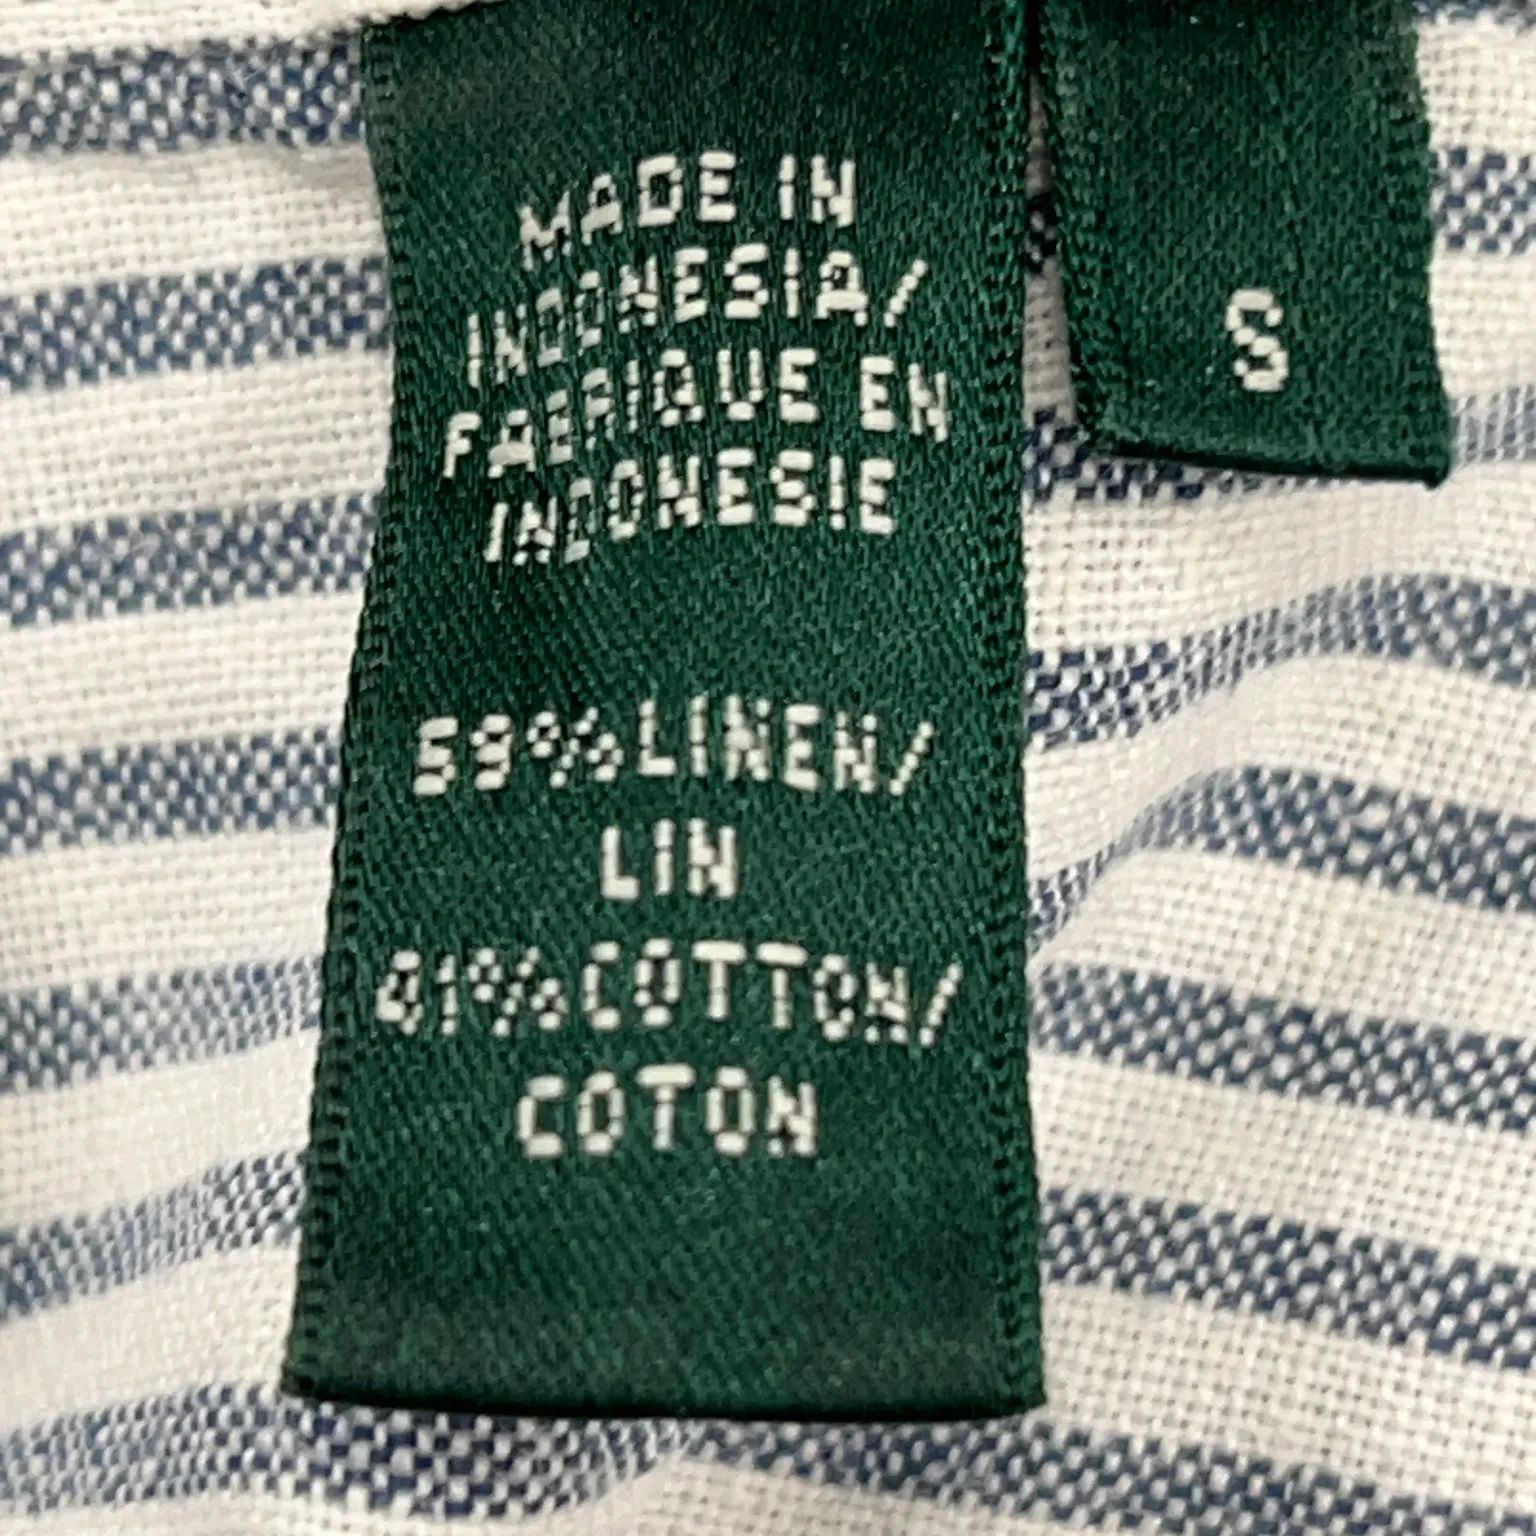 MADE IN
INDONESIA/
FABRIQUE EN
INDONESIE
59% LINEN/
LIN
41% COTTON/
COTON
S